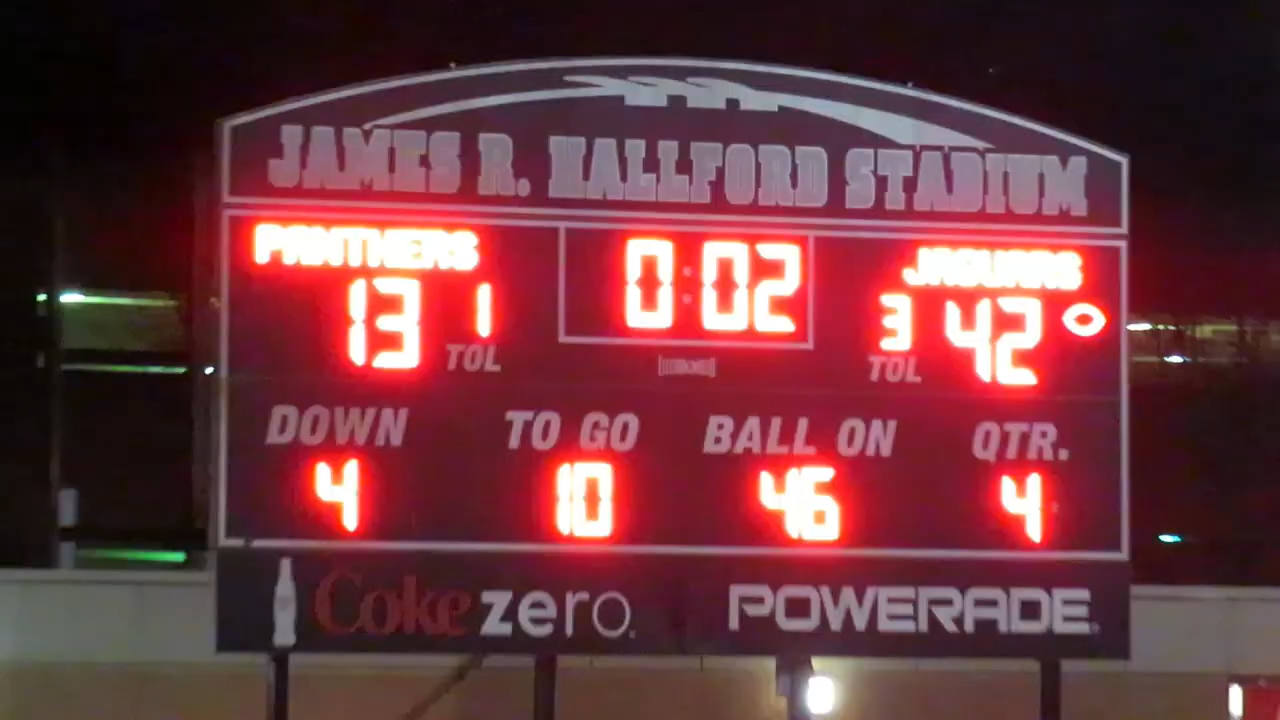 JAMES R. HALLFORD STADIUM
PANTHERS 0:02 JAGUARS
13 1 3 42
TOL TOL
DOWN TO GO BALL ON QTR.
4 10 46 4
Coke zero. POWERADE